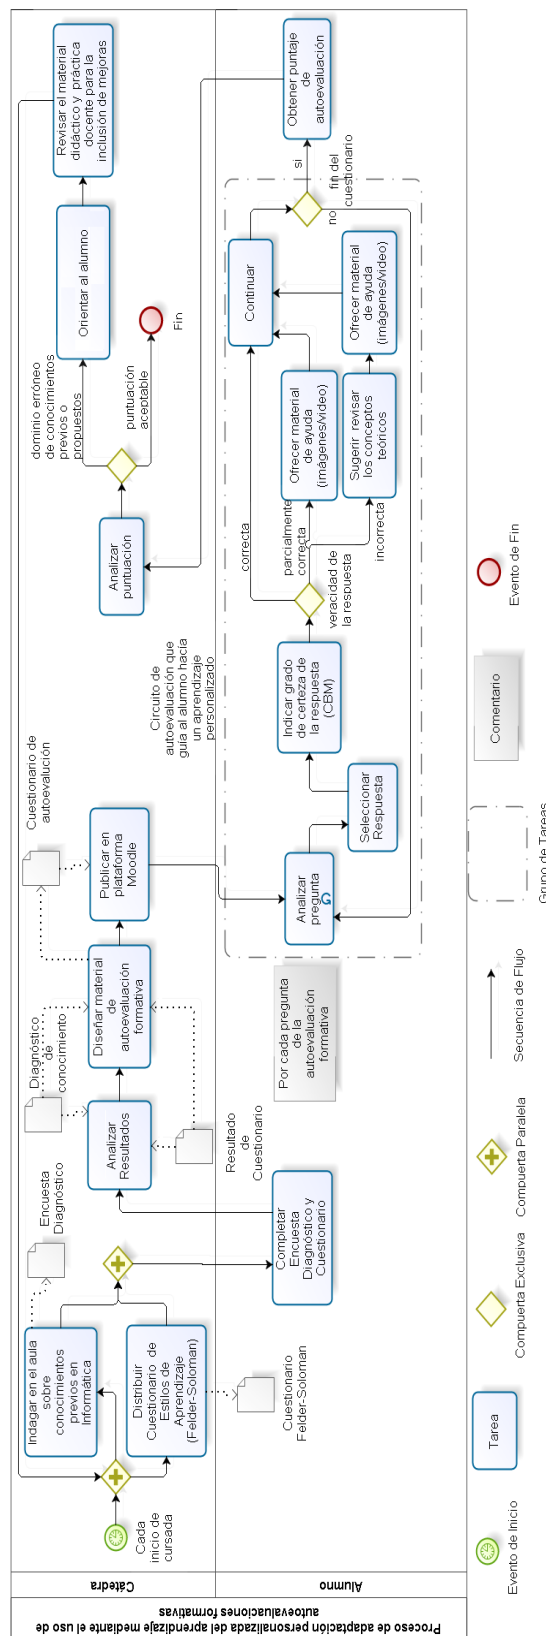 Proceso de adaptación personalizada del aprendizaje mediante el uso de
autoevaluaciones formativas
Cátedra
Alumno
Cada
inicio de
cursada
Indagar en el aula
sobre
conocimientos
previos en
Informática
Distribuir
Cuestionario de
Estilos de
Aprendizaje
(Felder-Soloman)
Encuesta
Diagnóstico
Cuestionario
Felder-Soloman
Completar
Encuesta
Diagnóstico y
Cuestionario
Analizar
Resultados
Diagnóstico
de
conocimiento
Resultado
de
Cuestionario
Diseñar material
de
autoevaluación
formativa
Cuestionario de
autoevalución
Publicar en
plataforma
Moodle
Por cada pregunta
de la
autoevaluación
formativa
Circuito de
autoevaluación que
guía al alumno hacía
un aprendizaje
personalizado
Analizar
pregunta
Seleccionar
Respuesta
Indicar grado
de certeza de
la respuesta
(CBM)
veracidad de
la respuesta
correcta
parcialmente
correcta
incorrecta
Ofrecer material
de ayuda
(imágenes/video)
Sugerir revisar
los conceptos
teóricos
Ofrecer material
de ayuda
(imágenes/video)
Continuar
fin del
cuestionario
si
no
Obtener puntaje
de
autoevaluación
Analizar
puntuación
dominio erróneo
de conocimientos
previos o
propuestos
puntuación
aceptable
Fin
Orientar al alumno
Revisar el material
didáctico y práctica
docente para la
inclusión de mejoras
Evento de Inicio
Tarea
Compuerta Exclusiva
Compuerta Paralela
Secuencia de Flujo
Grupo de Tareas
Comentario
Evento de Fin